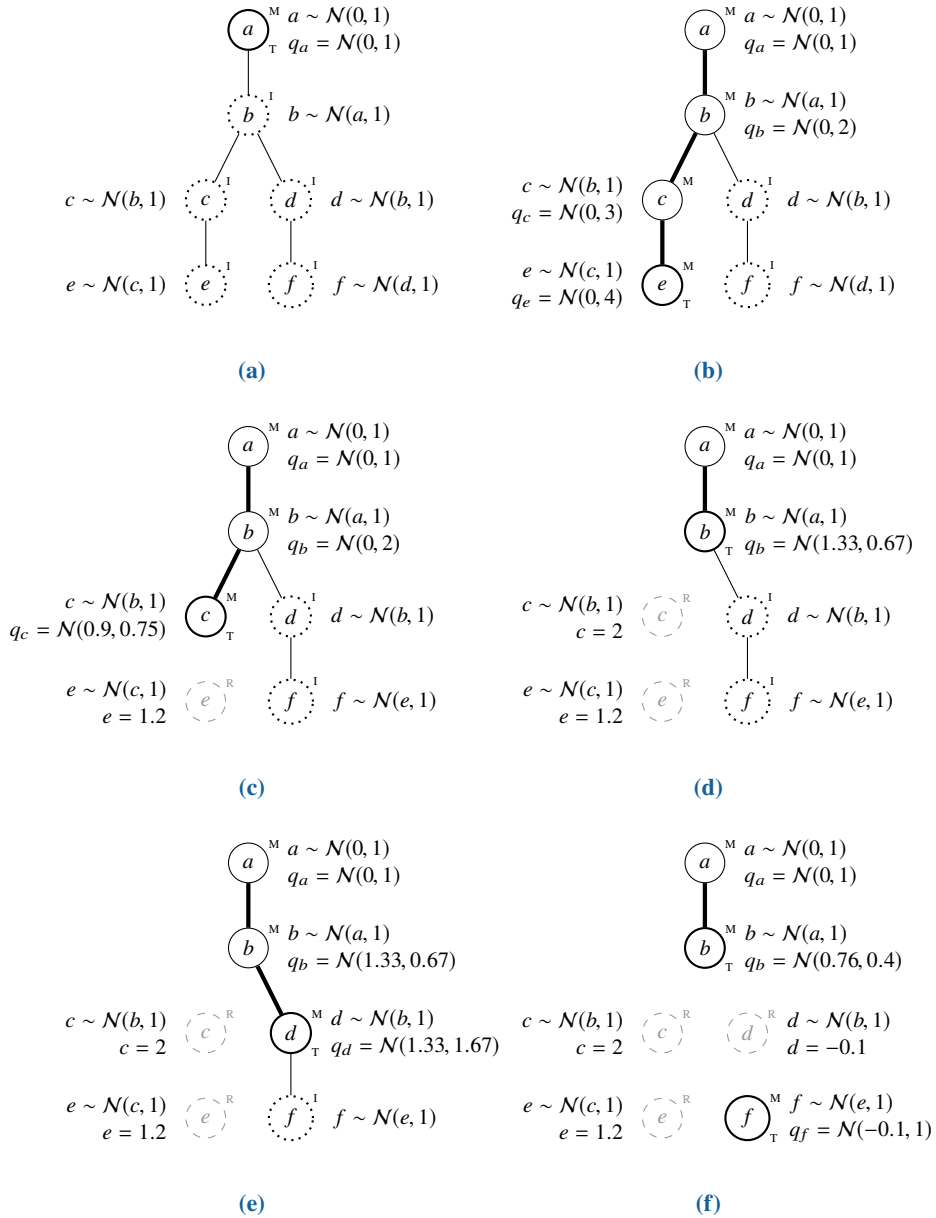 a M a ∼ N(0, 1)
T q_a = N(0, 1)
b I b ∼ N(a, 1)
c ∼ N(b, 1) c I d I d ∼ N(b, 1)
e ∼ N(c, 1) e I f I f ∼ N(d, 1)
(a)
a M a ∼ N(0, 1)
q_a = N(0, 1)
b M b ∼ N(a, 1)
q_b = N(0, 2)
c ∼ N(b, 1) c M d I d ∼ N(b, 1)
q_c = N(0, 3)
e ∼ N(c, 1) e M f I f ∼ N(d, 1)
q_e = N(0, 4) T
(b)
a M a ∼ N(0, 1)
q_a = N(0, 1)
b M b ∼ N(a, 1)
q_b = N(0, 2)
c ∼ N(b, 1) c M d I d ∼ N(b, 1)
q_c = N(0.9, 0.75) T
e ∼ N(c, 1) e R f I f ∼ N(e, 1)
e = 1.2
(c)
a M a ∼ N(0, 1)
q_a = N(0, 1)
b M b ∼ N(a, 1)
T q_b = N(1.33, 0.67)
c ∼ N(b, 1) c R d I d ∼ N(b, 1)
c = 2
e ∼ N(c, 1) e R f I f ∼ N(e, 1)
e = 1.2
(d)
a M a ∼ N(0, 1)
q_a = N(0, 1)
b M b ∼ N(a, 1)
q_b = N(1.33, 0.67)
c ∼ N(b, 1) c R d M d ∼ N(b, 1)
c = 2 T q_d = N(1.33, 1.67)
e ∼ N(c, 1) e R f I f ∼ N(e, 1)
e = 1.2
(e)
a M a ∼ N(0, 1)
q_a = N(0, 1)
b M b ∼ N(a, 1)
T q_b = N(0.76, 0.4)
c ∼ N(b, 1) c R d R d ∼ N(b, 1)
c = 2 d = −0.1
e ∼ N(c, 1) e R f M f ∼ N(e, 1)
e = 1.2 T q_f = N(−0.1, 1)
(f)